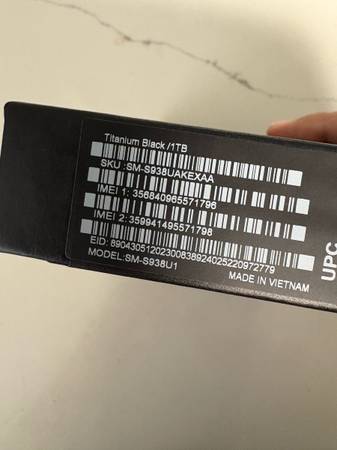 Titanium Black /1TB
SKU :SM-S938UAKEXAA
IMEI 1: 356840965571796
IMEI 2: 359941495571798
EID: 89043051202300838924025220972779
MODEL:SM-S938U1
MADE IN VIETNAM
UPC